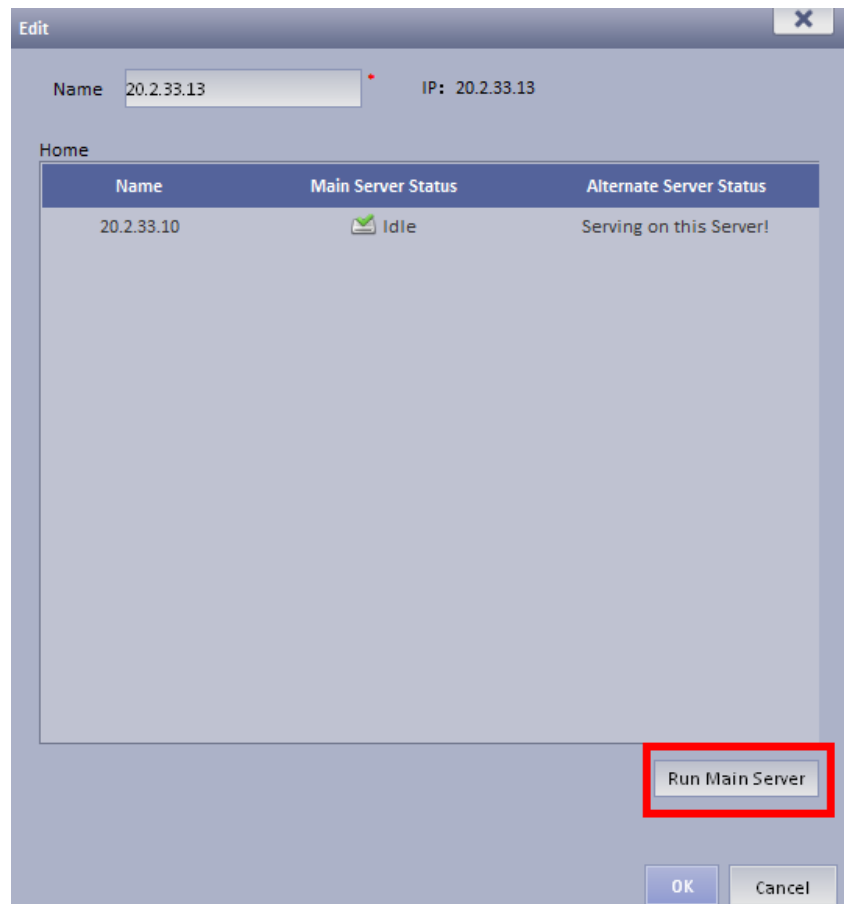 Edit
Name 20.2.33.13 * IP: 20.2.33.13
Home
Name Main Server Status Alternate Server Status
20.2.33.10 Idle Serving on this Server!
Run Main Server
OK Cancel